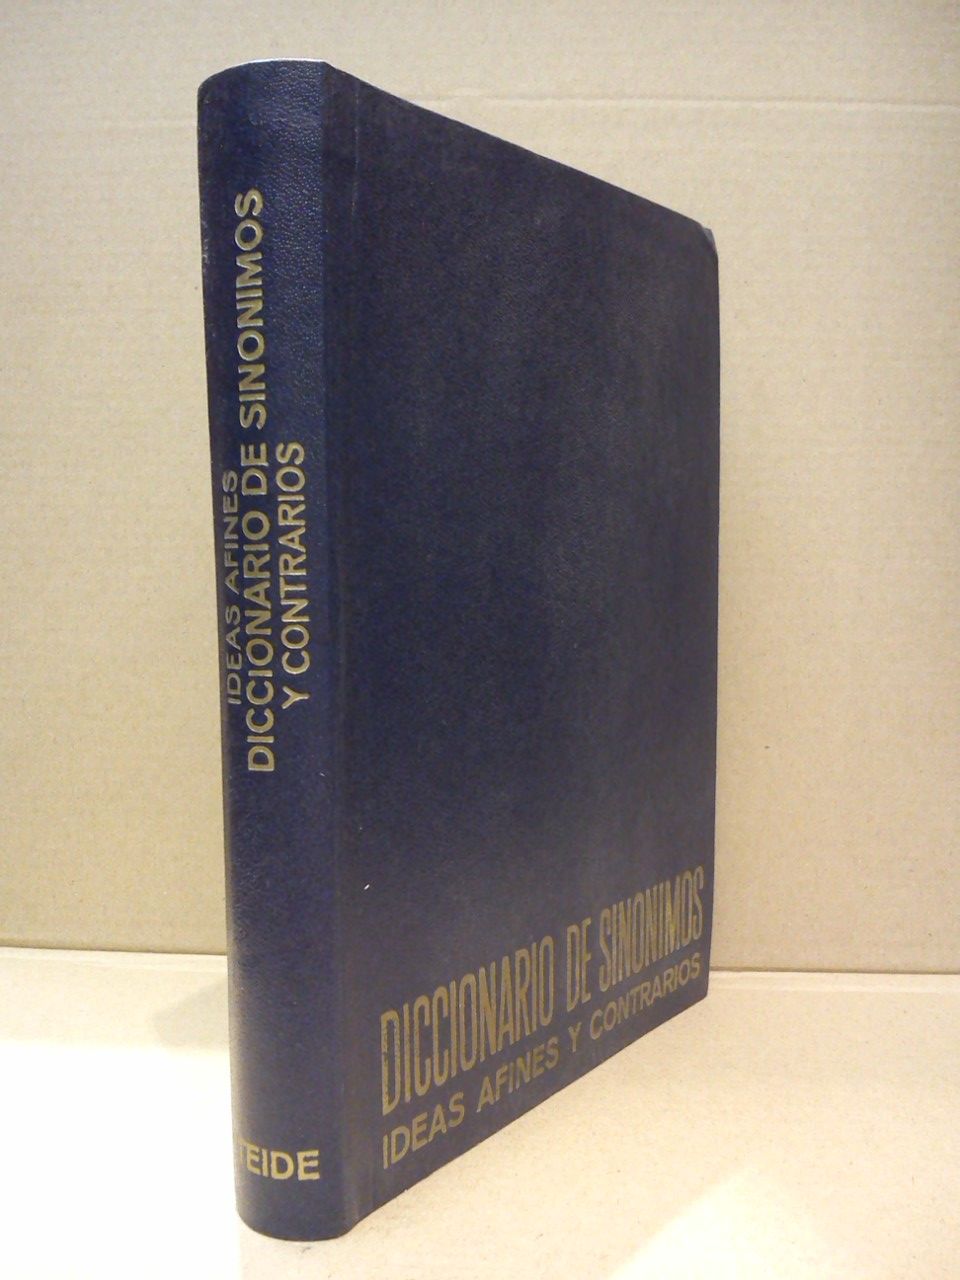 IDEAS AFINES
DICCIONARIO DE SINONIMOS
Y CONTRARIOS
TEIDE
DICCIONARIO DE SINONIMOS
IDEAS AFINES Y CONTRARIOS